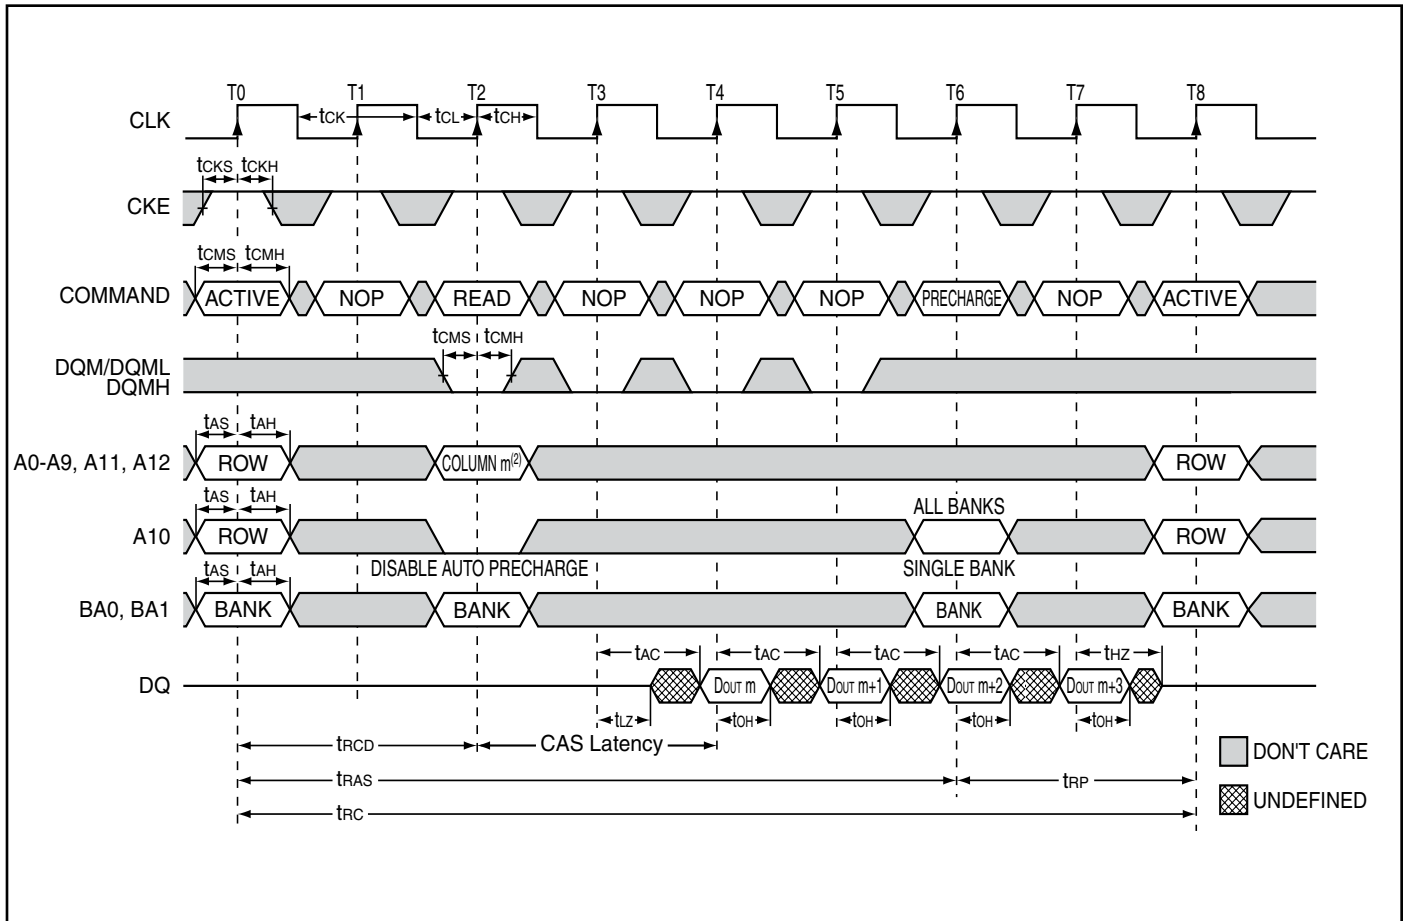 T0 T1 T2 T3 T4 T5 T6 T7 T8
CLK tCK tCL tCH
tCKS tCKH
CKE
tCMS tCMH
COMMAND ACTIVE NOP READ NOP NOP NOP PRECHARGE NOP ACTIVE
tCMS tCMH
DQM/DQML
DQMH
tAS tAH
A0-A9, A11, A12 ROW COLUMN m(2) ROW
tAS tAH ALL BANKS
A10 ROW ROW
DISABLE AUTO PRECHARGE SINGLE BANK
tAS tAH
BA0, BA1 BANK BANK BANK BANK
tAC tAC tAC tAC tHZ
DQ DOUT m DOUT m+1 DOUT m+2 DOUT m+3
tLZ tOH tOH tOH tOH
tRCD CAS Latency
DON'T CARE
tRAS tRP
UNDEFINED
tRC